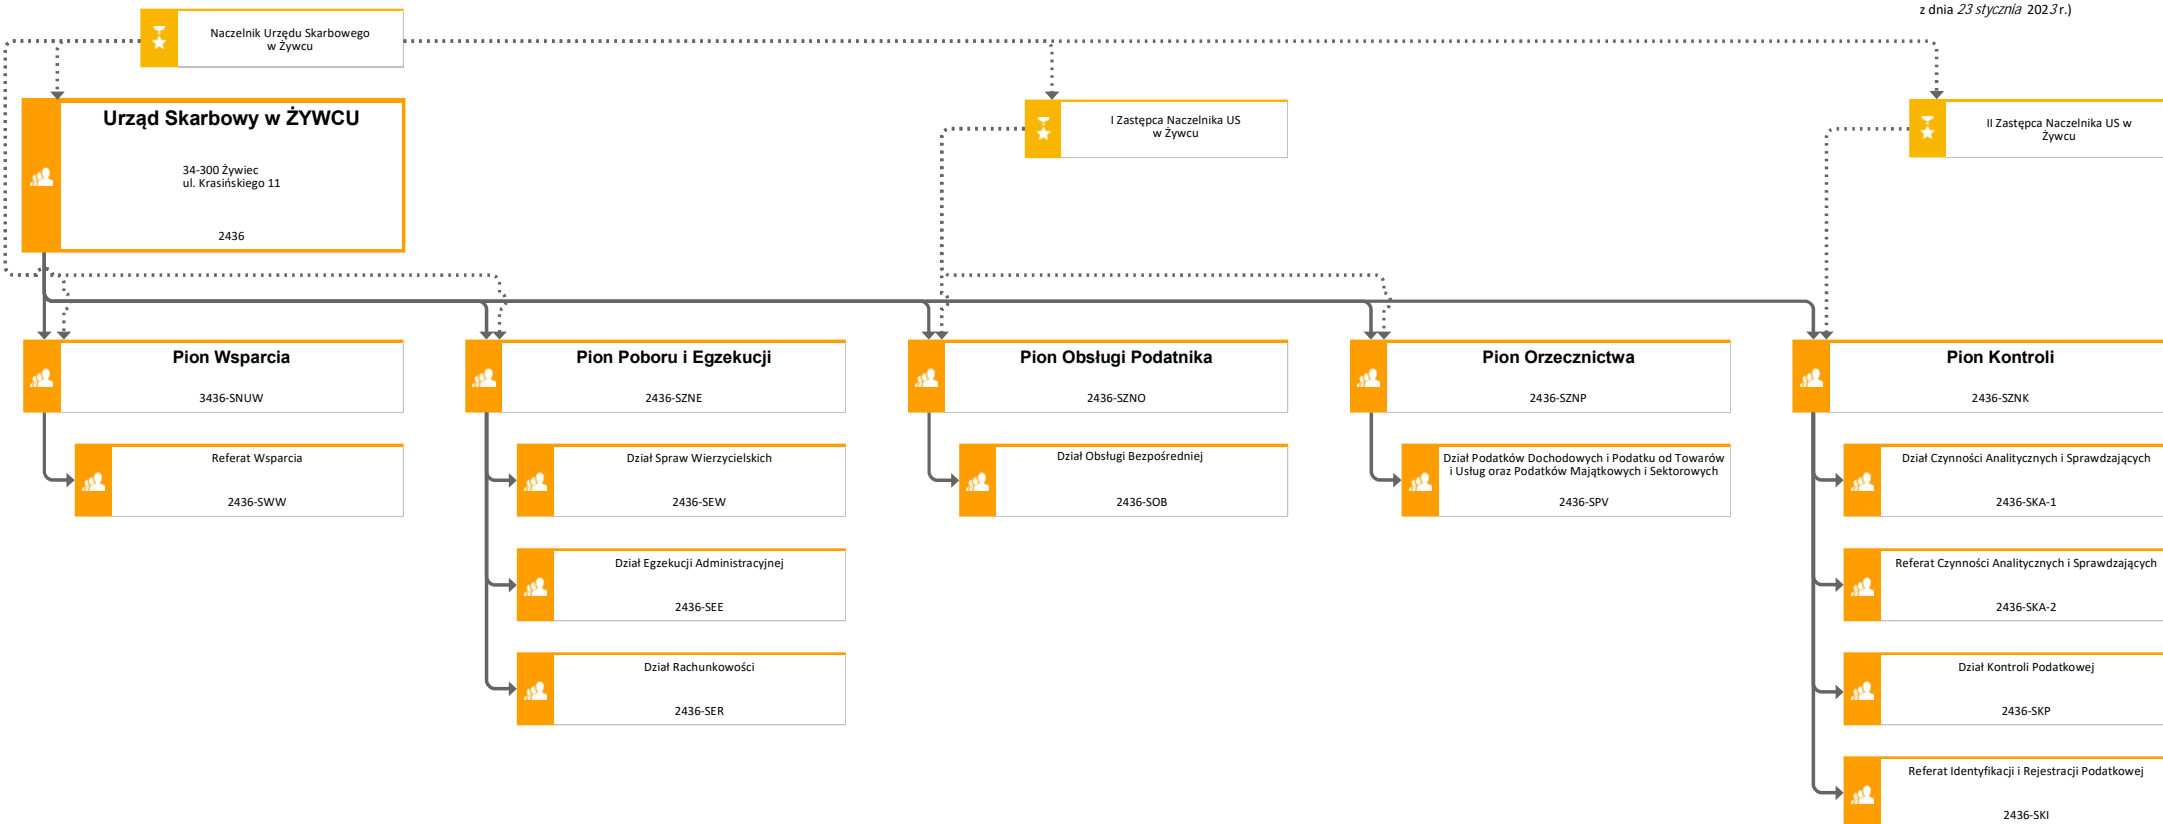 z dnia 23 stycznia 2023 r.)
Naczelnik Urzędu Skarbowego
w Żywcu
Urząd Skarbowy w ŻYWCU
34-300 Żywiec
ul. Krasińskiego 11
2436
I Zastępca Naczelnika US
w Żywcu
II Zastępca Naczelnika US w
Żywcu
Pion Wsparcia
3436-SNUW
Pion Poboru i Egzekucji
2436-SZNE
Pion Obsługi Podatnika
2436-SZNO
Pion Orzecznictwa
2436-SZNP
Pion Kontroli
2436-SZNK
Referat Wsparcia
2436-SWW
Dział Spraw Wierzycielskich
2436-SEW
Dział Obsługi Bezpośredniej
2436-SOB
Dział Podatków Dochodowych i Podatku od Towarów
i Usług oraz Podatków Majątkowych i Sektorowych
2436-SPV
Dział Czynności Analitycznych i Sprawdzających
2436-SKA-1
Dział Egzekucji Administracyjnej
2436-SEE
Referat Czynności Analitycznych i Sprawdzających
2436-SKA-2
Dział Rachunkowości
2436-SER
Dział Kontroli Podatkowej
2436-SKP
Referat Identyfikacji i Rejestracji Podatkowej
2436-SKI